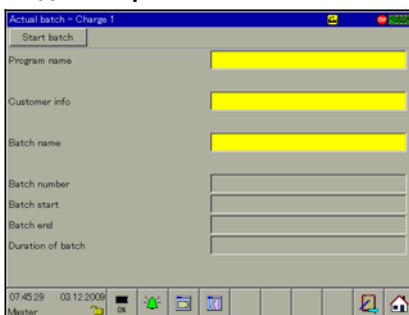 Actual batch - Charge 1
Start batch
Program name
Customer info
Batch name
Batch number
Batch start
Batch end
Duration of batch
07:45:29 03.12.2009
Master
0%